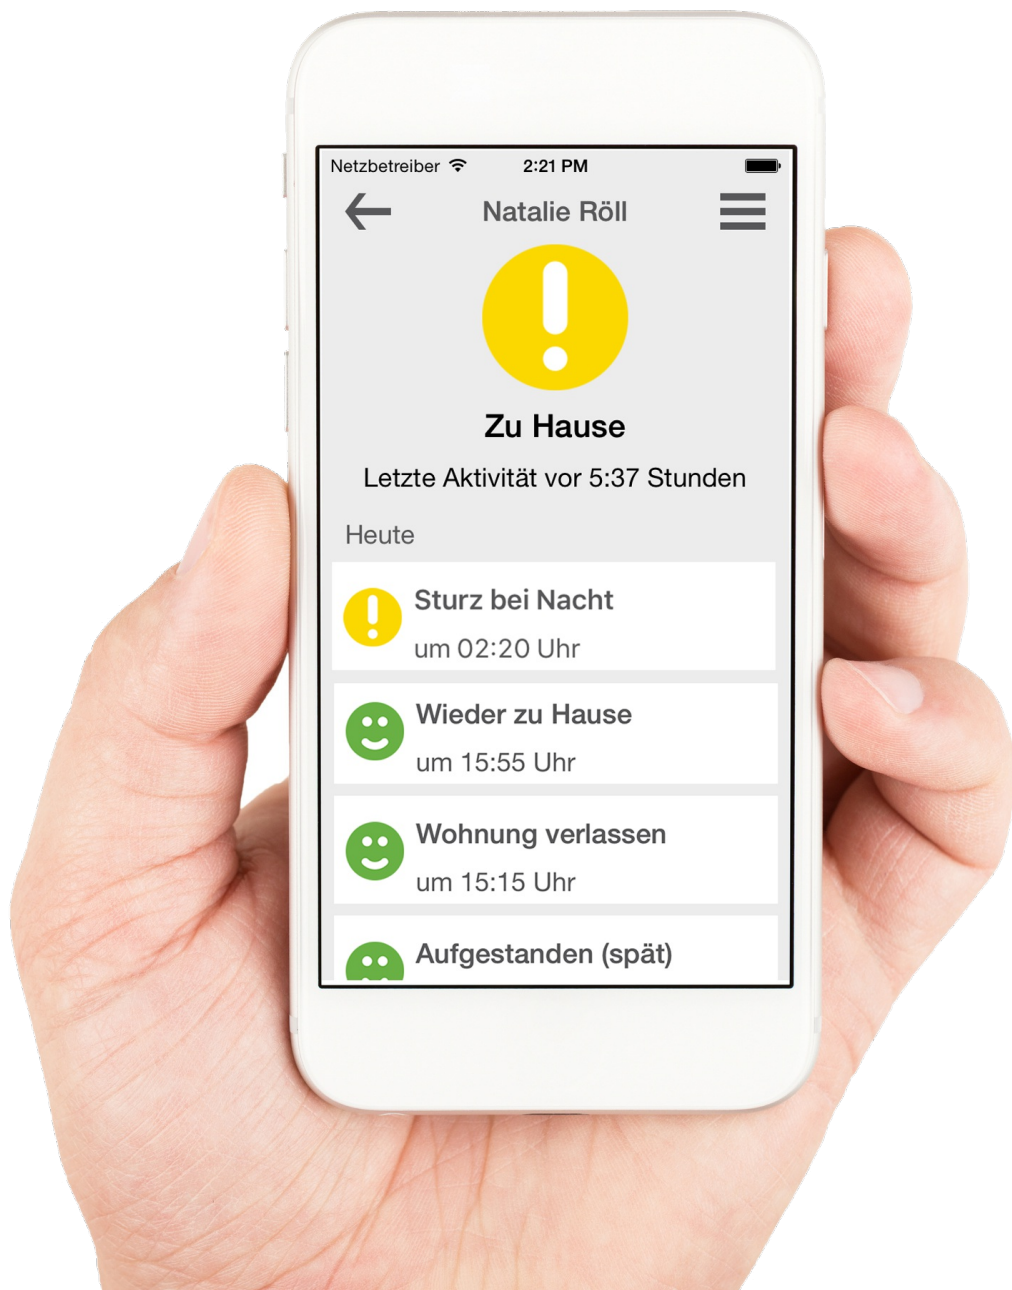 Netzbetreiber 2:21 PM
Natalie Röll
Zu Hause
Letzte Aktivität vor 5:37 Stunden
Heute
Sturz bei Nacht
um 02:20 Uhr
Wieder zu Hause
um 15:55 Uhr
Wohnung verlassen
um 15:15 Uhr
Aufgestanden (spät)